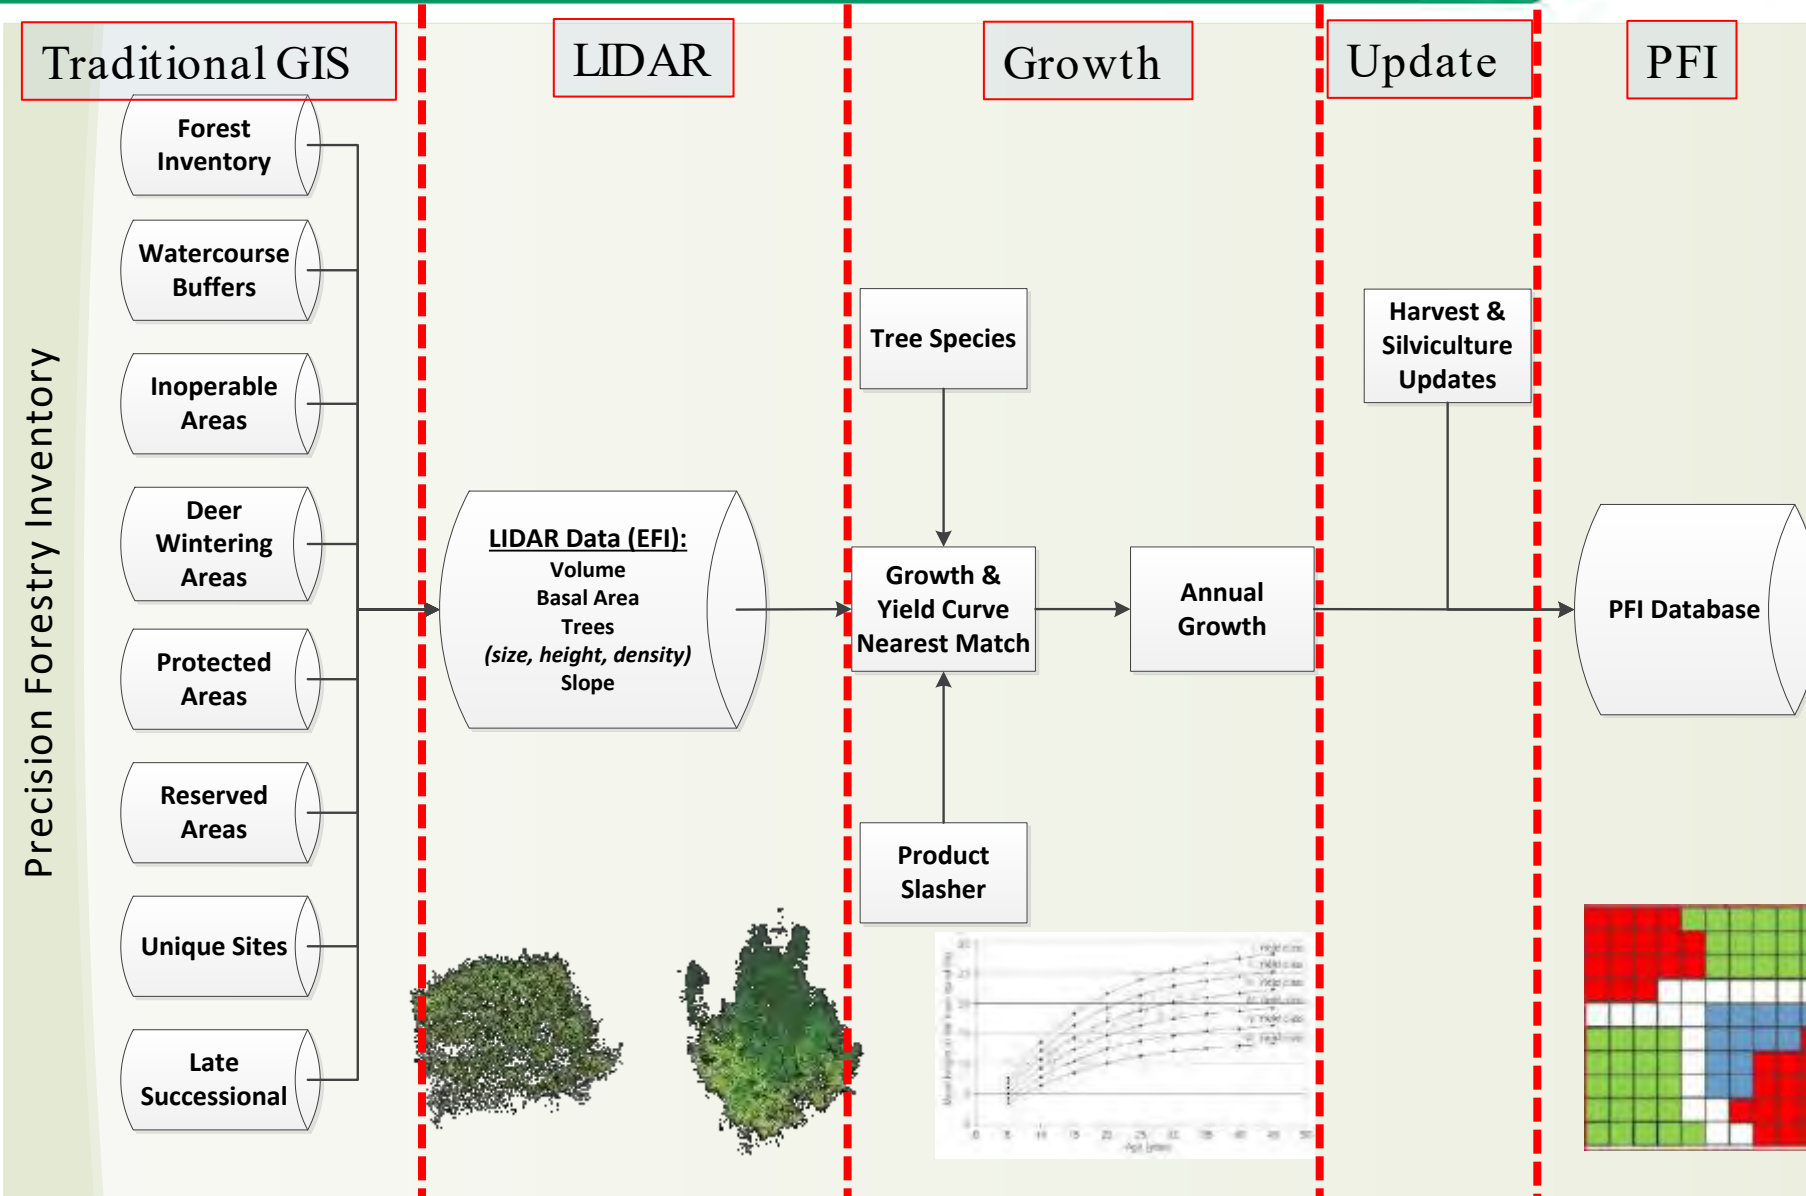 Traditional GIS
LIDAR
Growth
Update
PFI
Precision Forestry Inventory
Forest
Inventory
Watercourse
Buffers
Inoperable
Areas
Deer
Wintering
Areas
Protected
Areas
Reserved
Areas
Unique Sites
Late
Successional
LIDAR Data (EFI):
Volume
Basal Area
Trees
(size, height, density)
Slope
Tree Species
Growth &
Yield Curve
Nearest Match
Product
Slasher
Annual
Growth
Harvest &
Silviculture
Updates
PFI Database